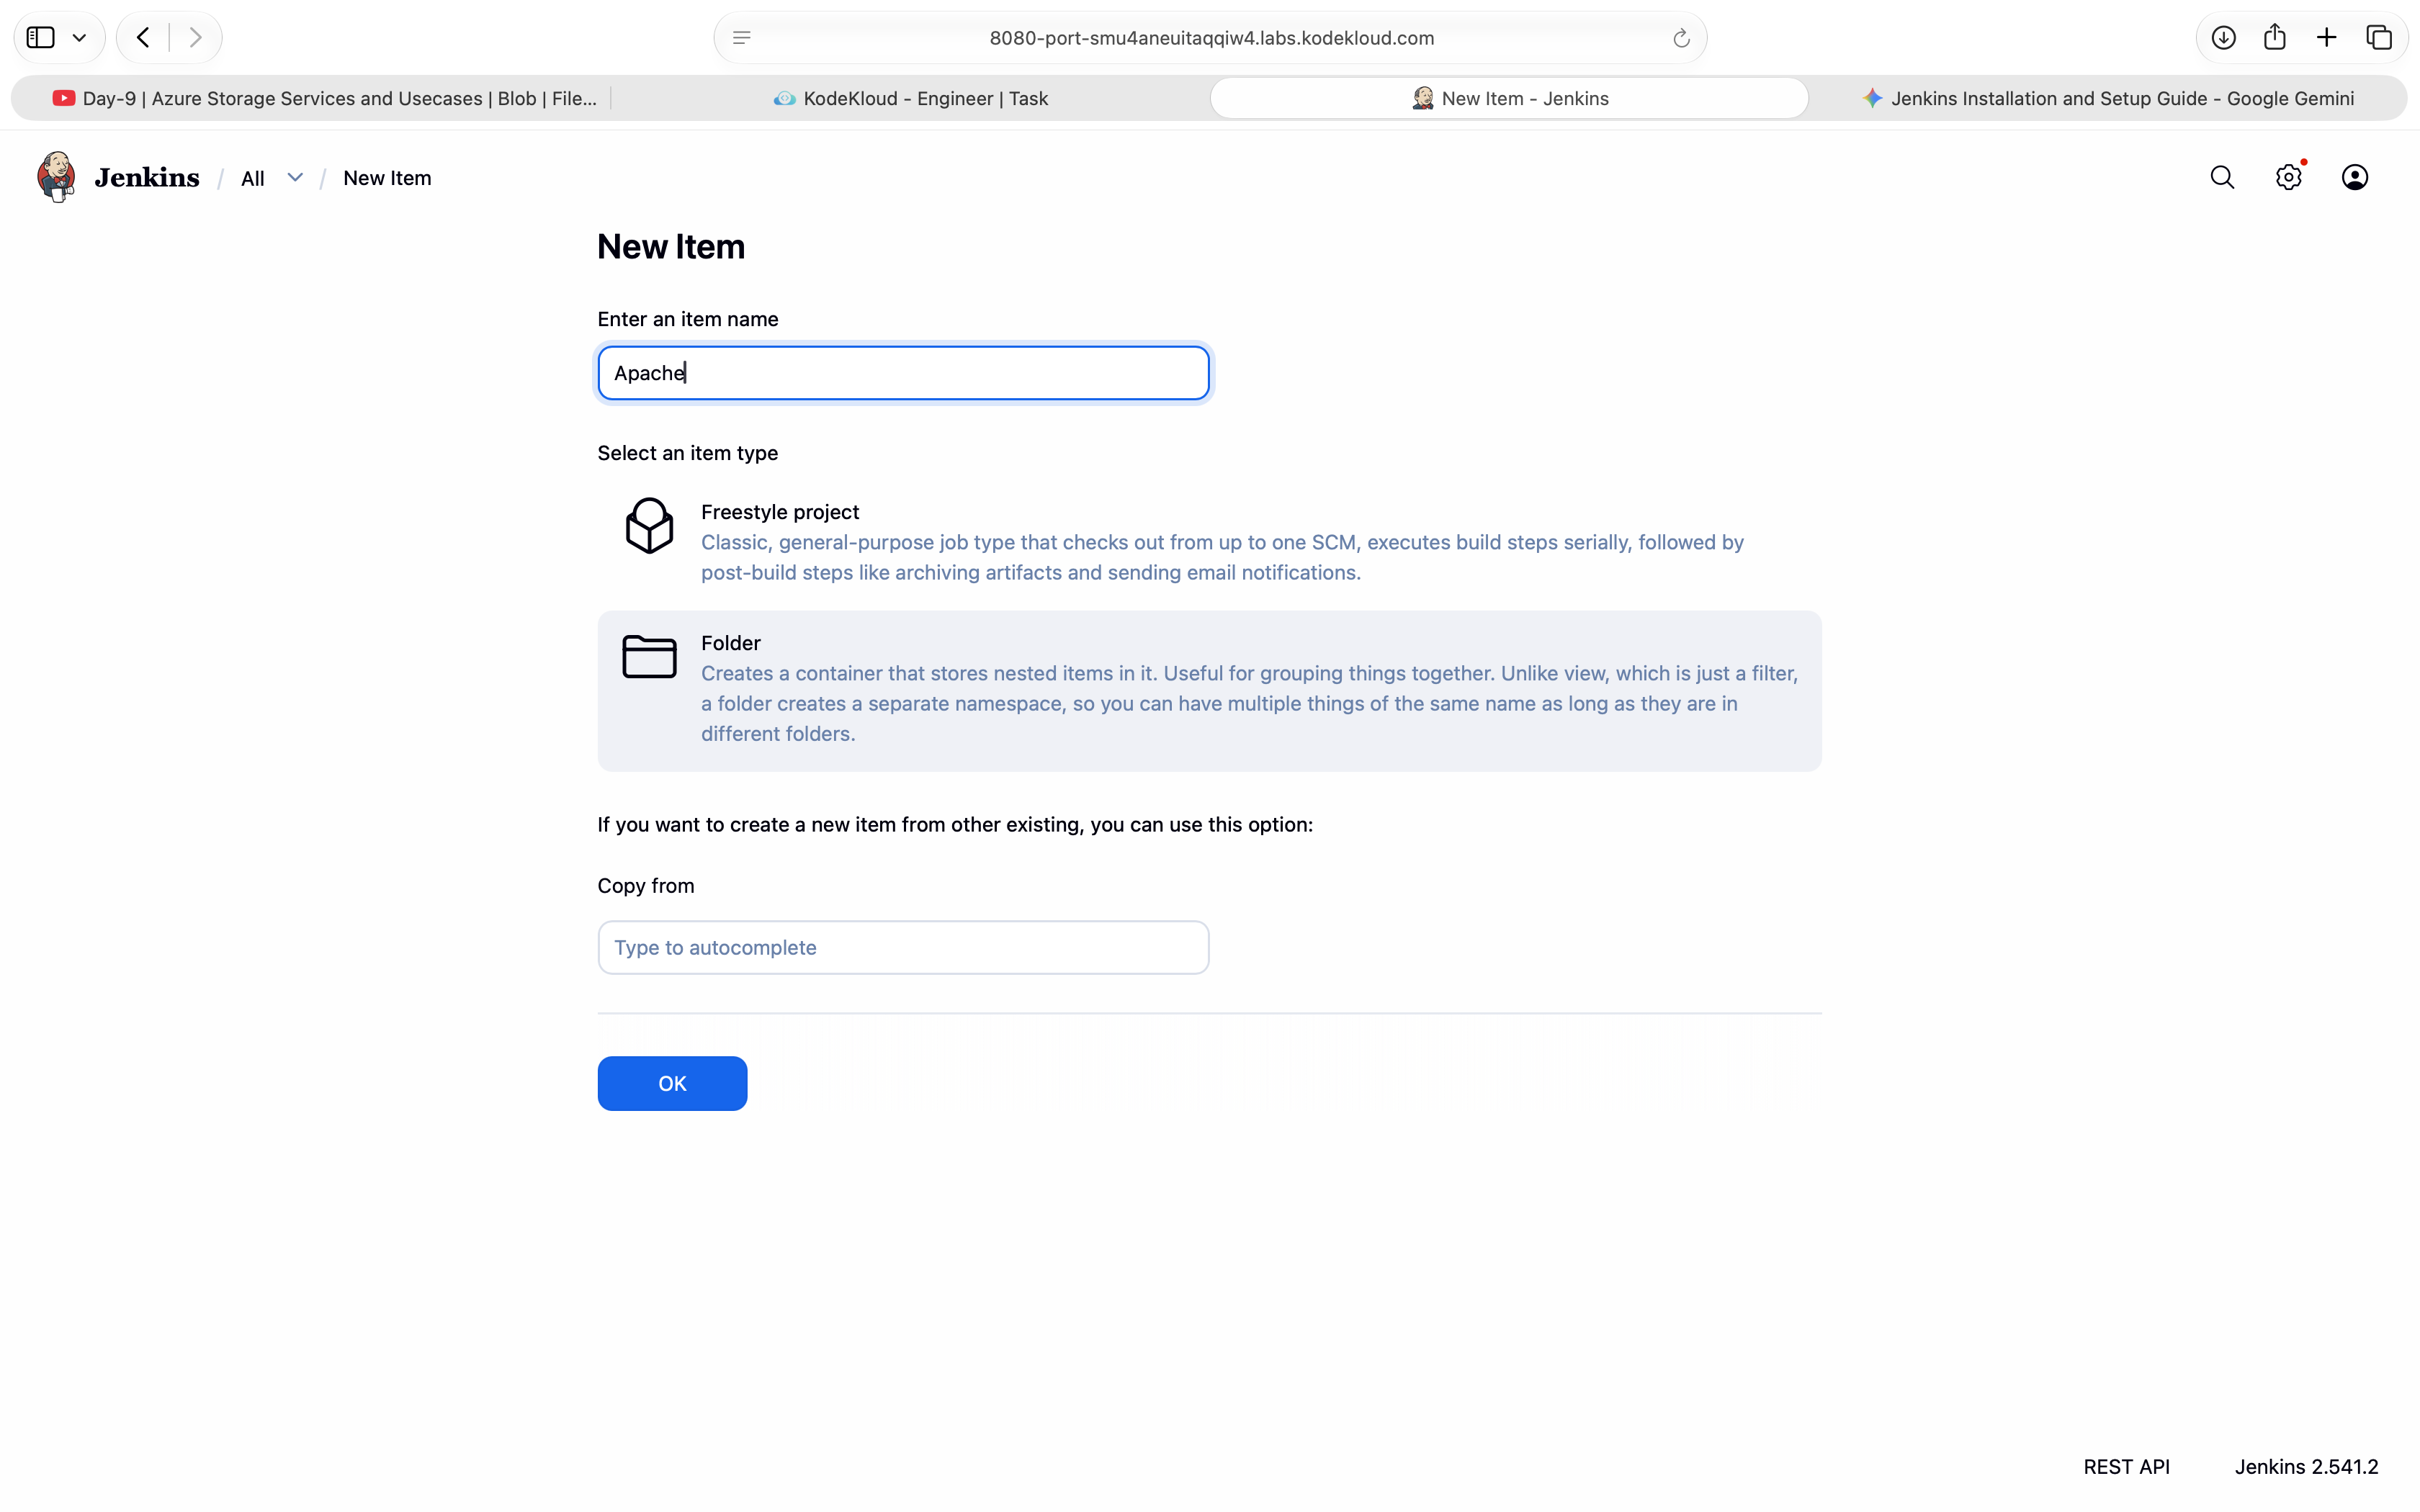 8080-port-smu4aneuitaqqiw4.labs.kodekloud.com
Day-9 | Azure Storage Services and Usecases | Blob | File...
KodeKloud - Engineer | Task
New Item - Jenkins
Jenkins Installation and Setup Guide - Google Gemini
Jenkins / All / New Item
New Item
Enter an item name
Apache
Select an item type
Freestyle project
Classic, general-purpose job type that checks out from up to one SCM, executes build steps serially, followed by
post-build steps like archiving artifacts and sending email notifications.
Folder
Creates a container that stores nested items in it. Useful for grouping things together. Unlike view, which is just a filter,
a folder creates a separate namespace, so you can have multiple things of the same name as long as they are in
different folders.
If you want to create a new item from other existing, you can use this option:
Copy from
Type to autocomplete
OK
REST API
Jenkins 2.541.2